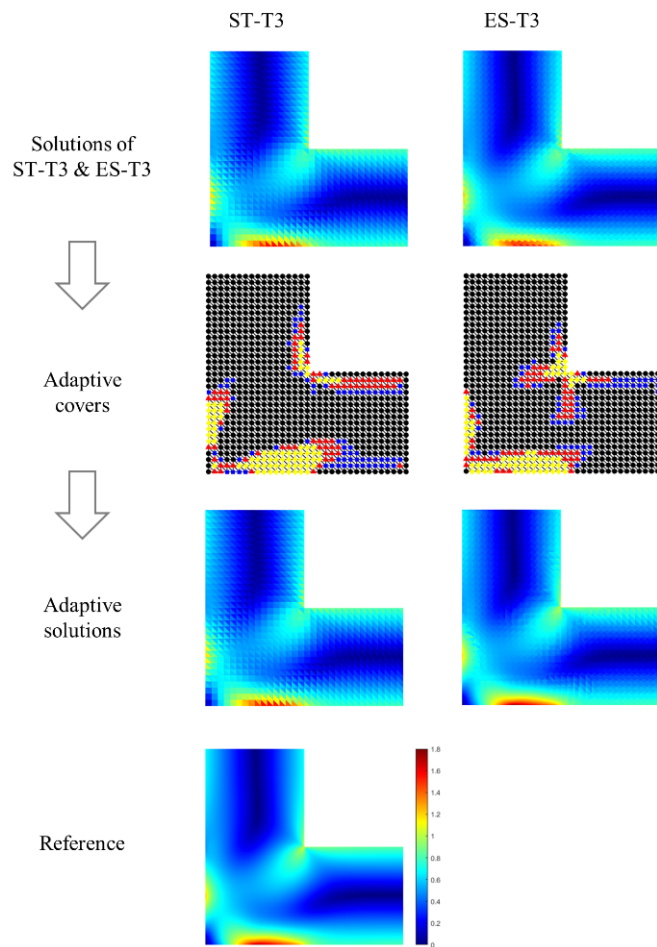 ST-T3 ES-T3
Solutions of
ST-T3 & ES-T3
Adaptive
covers
Adaptive
solutions
Reference
1.8
1.6
1.4
1.2
1
0.8
0.6
0.4
0.2
0